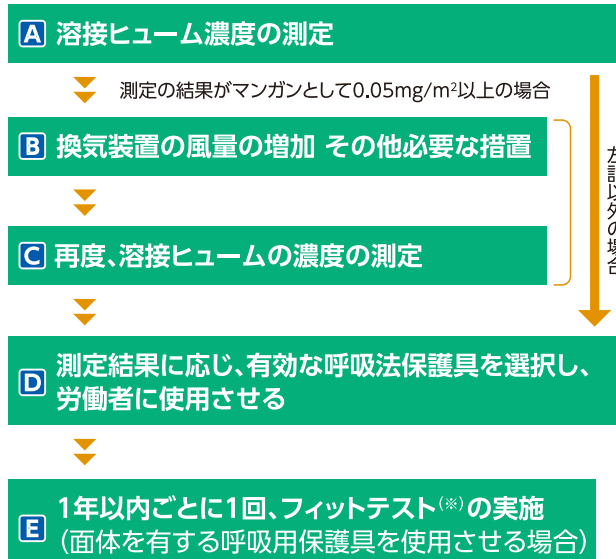 A 溶接ヒューム濃度の測定
測定の結果がマンガンとして0.05mg/m²以上の場合
B 換気装置の風量の増加 その他必要な措置
左記以外の場合
C 再度、溶接ヒュームの濃度の測定
D 測定結果に応じ、有効な呼吸法保護具を選択し、
労働者に使用させる
E 1年以内ごとに1回、フィットテスト(※)の実施
(面体を有する呼吸用保護具を使用させる場合)